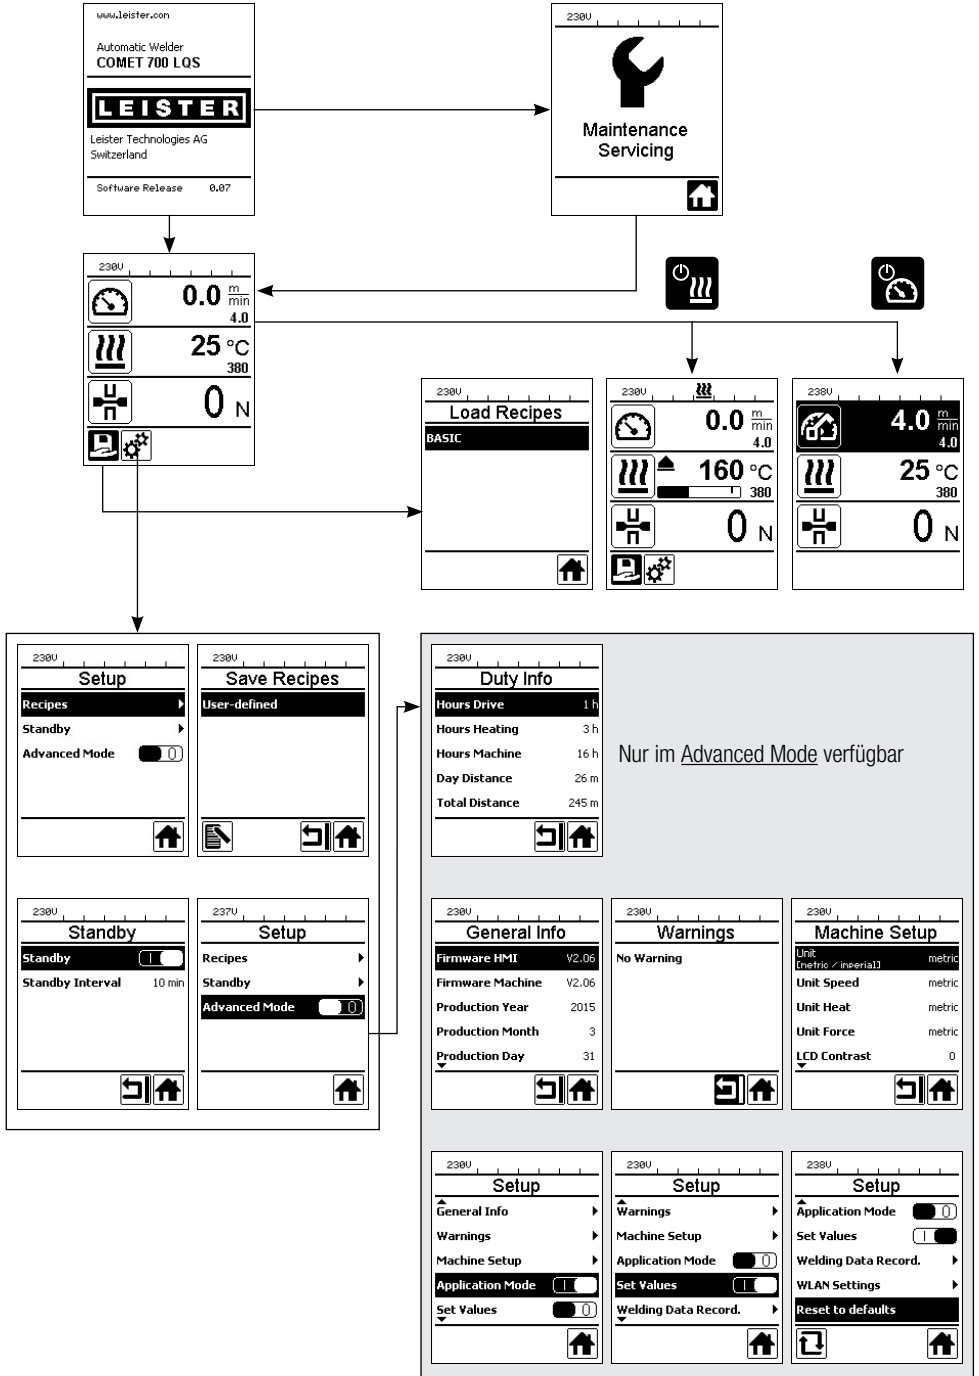 www.leister.com
Automatic Welder
COMET 700 LQS
LEISTER
Leister Technologies AG
Switzerland
Software Release 0.07
230V
Maintenance
Servicing
230V
0.0 m/min
4.0
25 °C
380
0 N
230V
Load Recipes
BASIC
230V
0.0 m/min
4.0
160 °C
380
0 N
238V
4.0 m/min
4.0
25 °C
380
0 N
230V
Setup
Recipes
Standby
Advanced Mode 0
230V
Save Recipes
User-defined
230V
Duty Info
Hours Drive 1 h
Hours Heating 3 h
Hours Machine 16 h
Day Distance 26 m
Total Distance 245 m
Nur im Advanced Mode verfügbar
230V
Standby
Standby I
Standby Interval 10 min
237V
Setup
Recipes
Standby
Advanced Mode 0
230V
General Info
Firmware HMI V2.06
Firmware Machine V2.06
Production Year 2015
Production Month 3
Production Day 31
230V
Warnings
No Warning
230V
Machine Setup
Unit
[metric / inperial] metric
Unit Speed metric
Unit Heat metric
Unit Force metric
LCD Contrast 0
230V
Setup
General Info
Warnings
Machine Setup
Application Mode I
Set Values 0
230V
Setup
Warnings
Machine Setup
Application Mode 0
Set Values I
Welding Data Record.
238V
Setup
Application Mode 0
Set Values I
Welding Data Record.
WLAN Settings
Reset to defaults